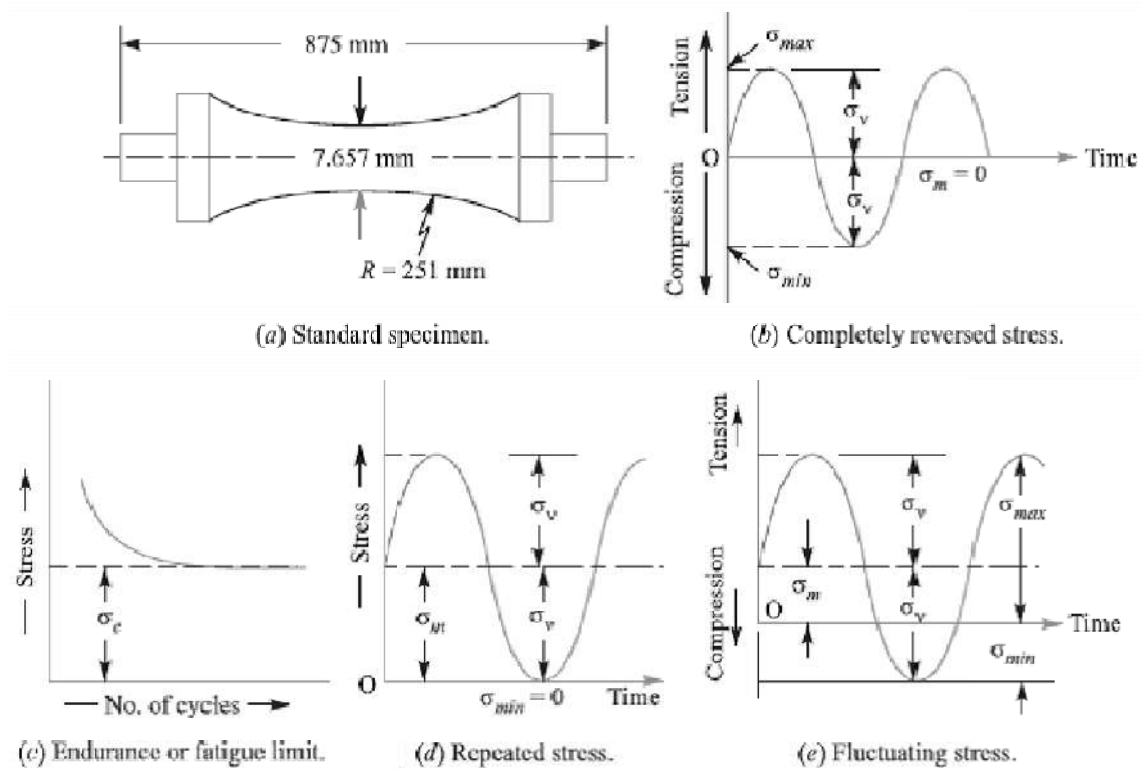 875 mm
7.657 mm
R = 251 mm
(a) Standard specimen.
Tension
Compression
O
σmax
σv
σv
σm = 0
Time
σmin
(b) Completely reversed stress.
Stress
σe
No. of cycles
(c) Endurance or fatigue limit.
Stress
σv
σm
σv
O
σmin = 0
Time
(d) Repeated stress.
Tension
Compression
σv
σmax
σm
O
σv
Time
σmin
(e) Fluctuating stress.